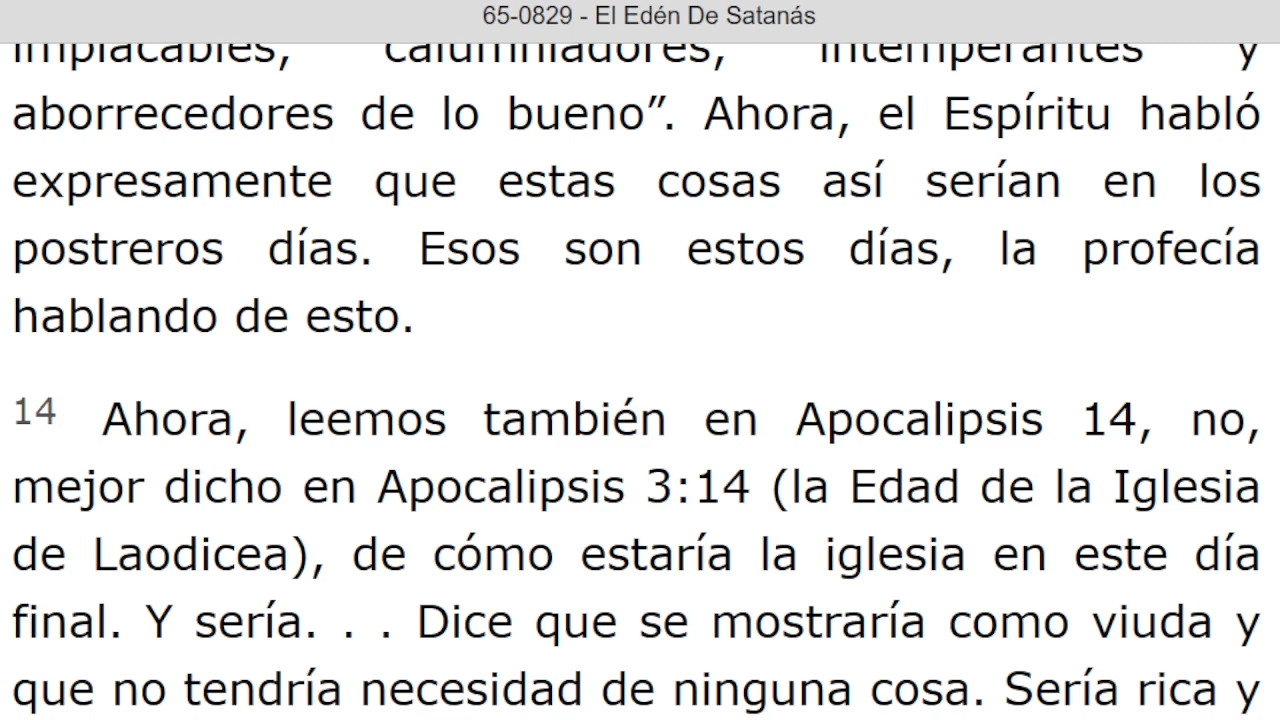 65-0829 - El Edén De Satanás
implacables, calumniadores, intemperantes y
aborrecedores de lo bueno”. Ahora, el Espíritu habló
expresamente que estas cosas así serían en los
postreros días. Esos son estos días, la profecía
hablando de esto.
14 Ahora, leemos también en Apocalipsis 14, no,
mejor dicho en Apocalipsis 3:14 (la Edad de la Iglesia
de Laodicea), de cómo estaría la iglesia en este día
final. Y sería. . . Dice que se mostraría como viuda y
que no tendría necesidad de ninguna cosa. Sería rica y